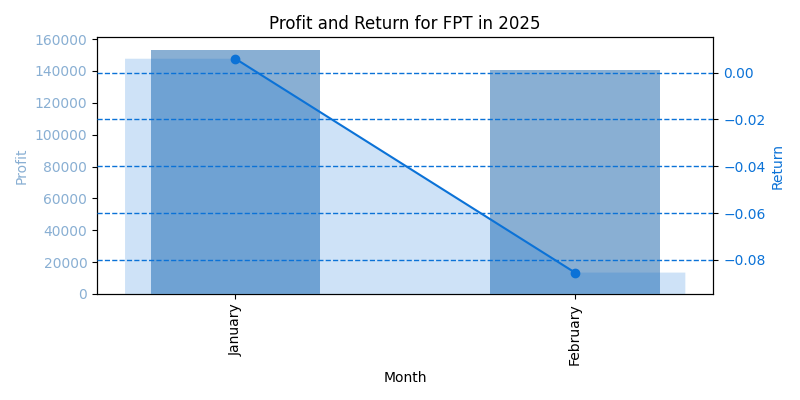 Profit and Return for FPT in 2025
160000
140000
120000
100000
80000
60000
40000
20000
0
Profit
0.00
−0.02
−0.04
−0.06
−0.08
Return
January
February
Month